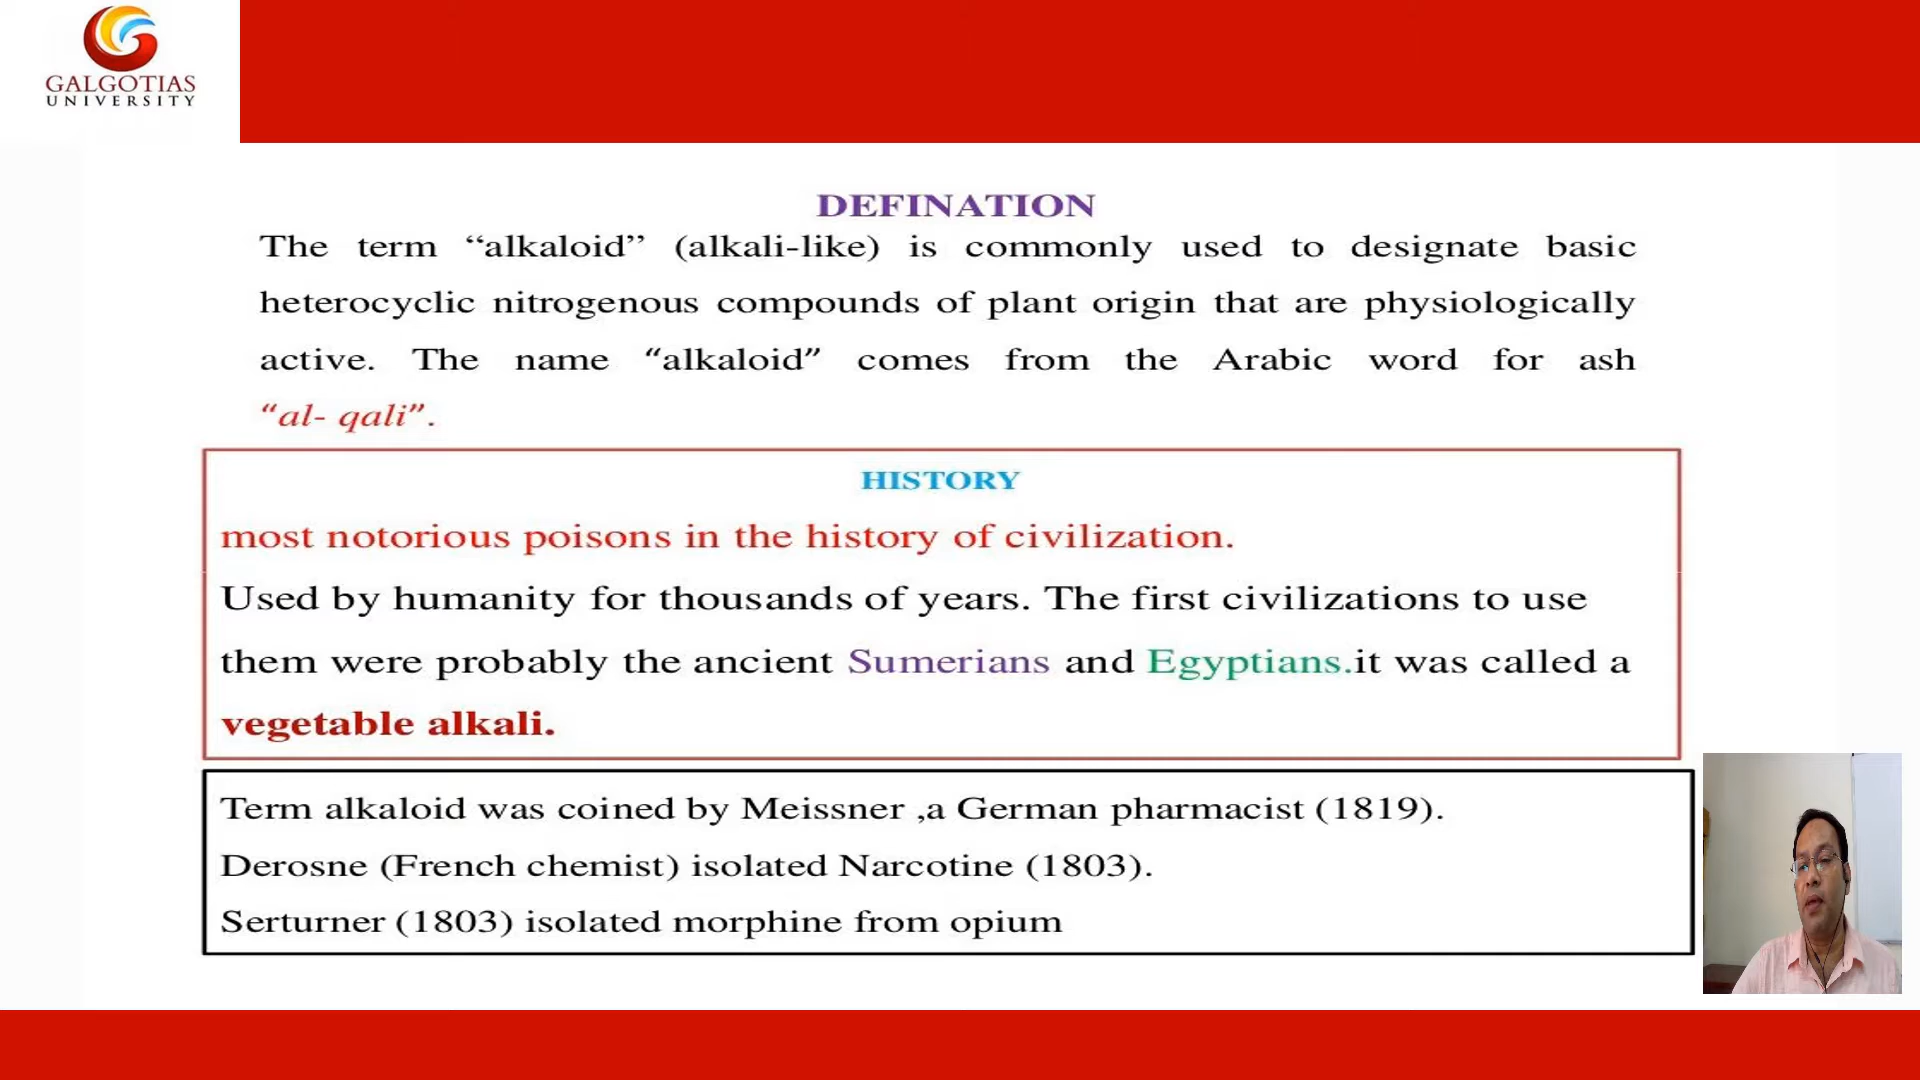 GALGOTIAS
UNIVERSITY
DEFINATION
The term “alkaloid” (alkali-like) is commonly used to designate basic
heterocyclic nitrogenous compounds of plant origin that are physiologically
active. The name “alkaloid” comes from the Arabic word for ash
“al- qali”.
HISTORY
most notorious poisons in the history of civilization.
Used by humanity for thousands of years. The first civilizations to use
them were probably the ancient Sumerians and Egyptians.it was called a
vegetable alkali.
Term alkaloid was coined by Meissner ,a German pharmacist (1819).
Derosne (French chemist) isolated Narcotine (1803).
Serturner (1803) isolated morphine from opium